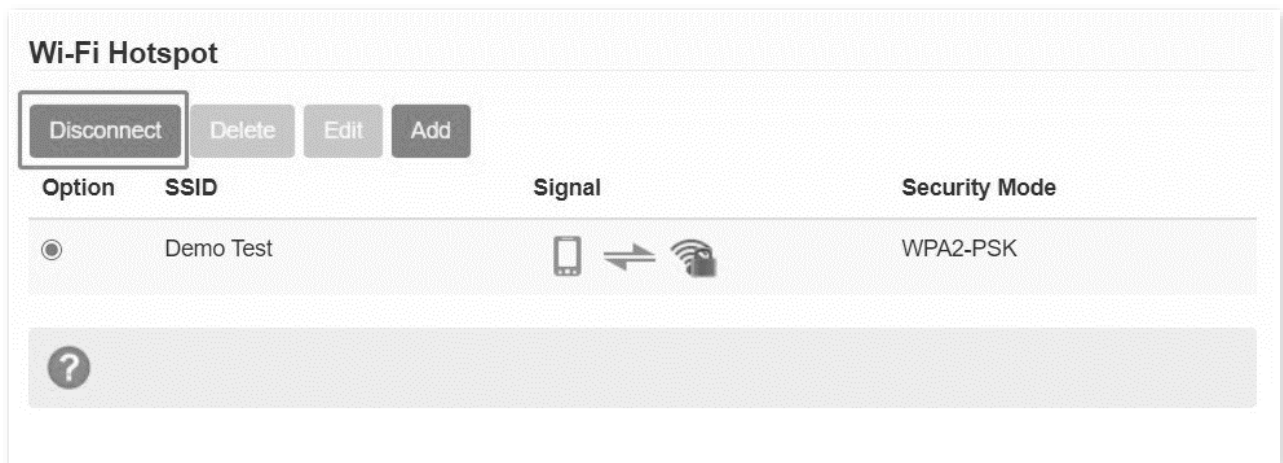 Wi-Fi Hotspot
Disconnect Delete Edit Add
Option SSID Signal Security Mode
Demo Test WPA2-PSK
?